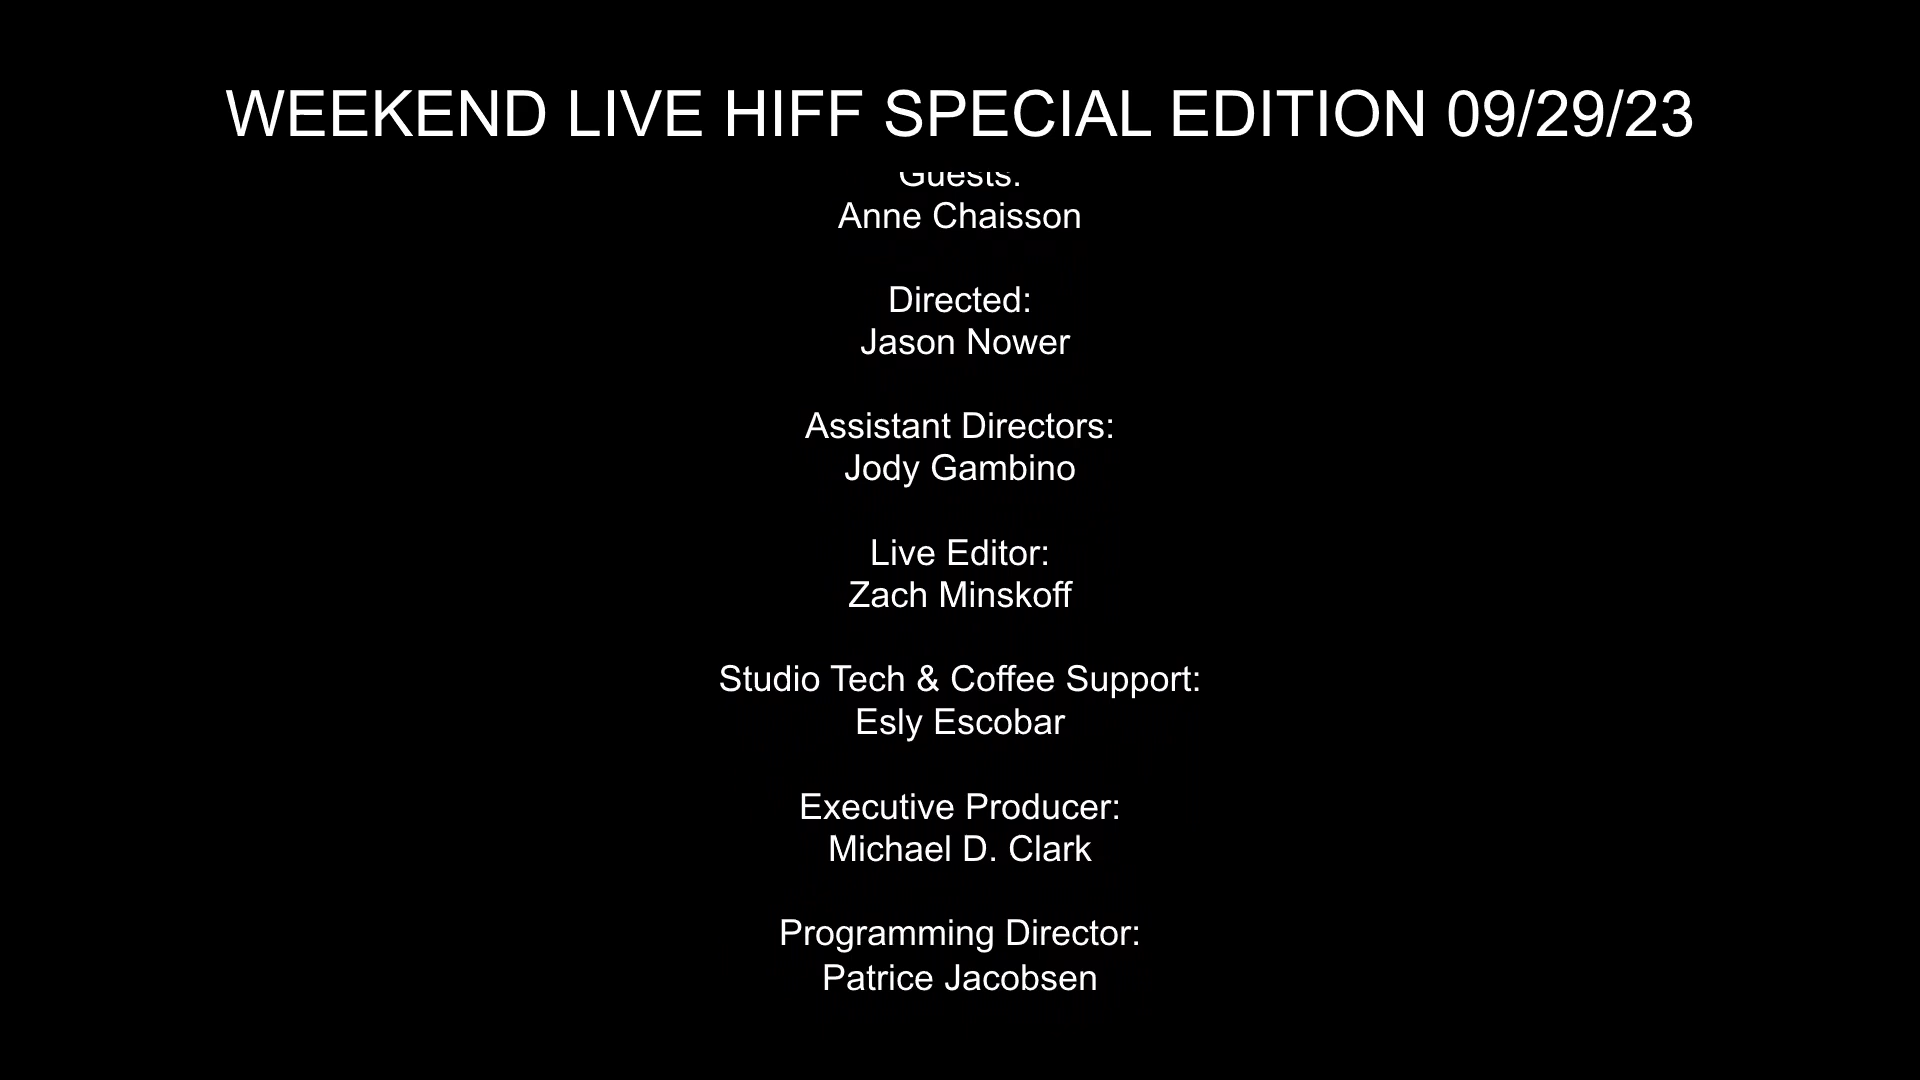 WEEKEND LIVE HIFF SPECIAL EDITION 09/29/23
Guests:
Anne Chaisson
Directed:
Jason Nower
Assistant Directors:
Jody Gambino
Live Editor:
Zach Minskoff
Studio Tech & Coffee Support:
Esly Escobar
Executive Producer:
Michael D. Clark
Programming Director:
Patrice Jacobsen